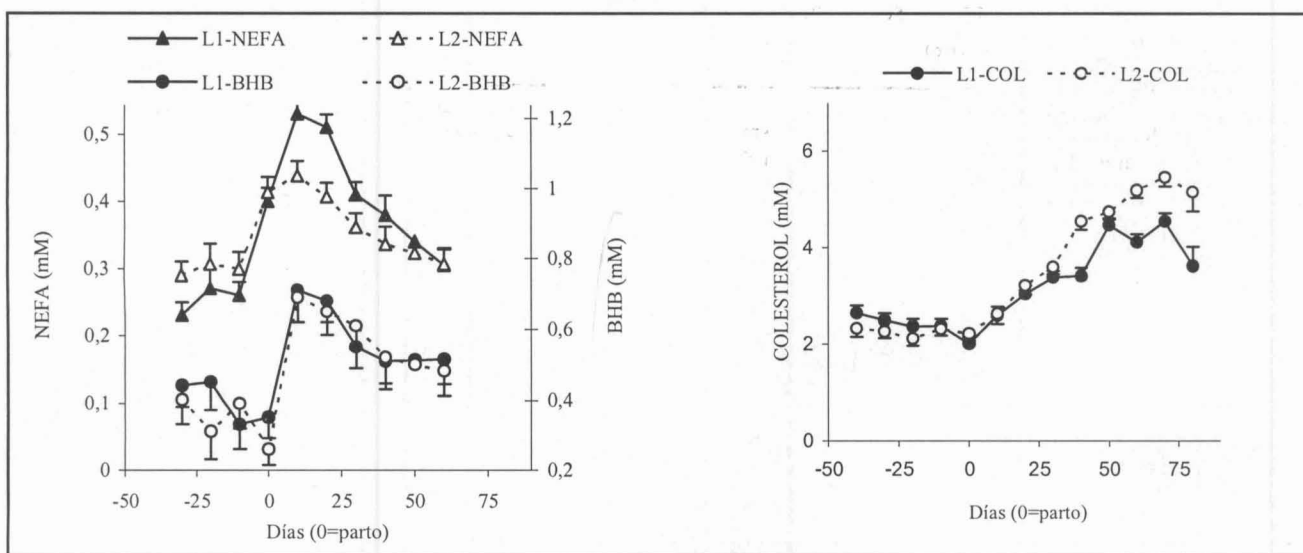 L1-NEFA L2-NEFA
L1-BHB L2-BHB
NEFA (mM)
0,5
0,4
0,3
0,2
0,1
0
1,2
1
0,8
0,6
0,4
0,2
BHB (mM)
-50 -25 0 25 50 75
Días (0=parto)
L1-COL L2-COL
COLESTEROL (mM)
6
4
2
0
-50 -25 0 25 50 75
Días (0=parto)